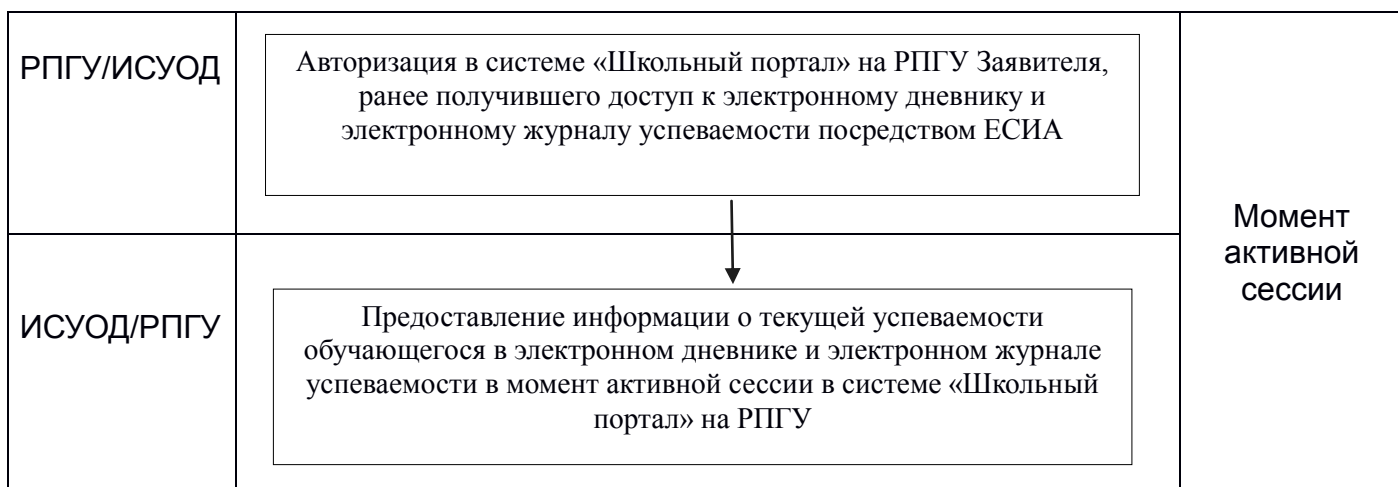 РПГУ/ИСУОД
Авторизация в системе «Школьный портал» на РПГУ Заявителя,
ранее получившего доступ к электронному дневнику и
электронному журналу успеваемости посредством ЕСИА
Момент
активной
сессии
ИСУОД/РПГУ
Предоставление информации о текущей успеваемости
обучающегося в электронном дневнике и электронном журнале
успеваемости в момент активной сессии в системе «Школьный
портал» на РПГУ